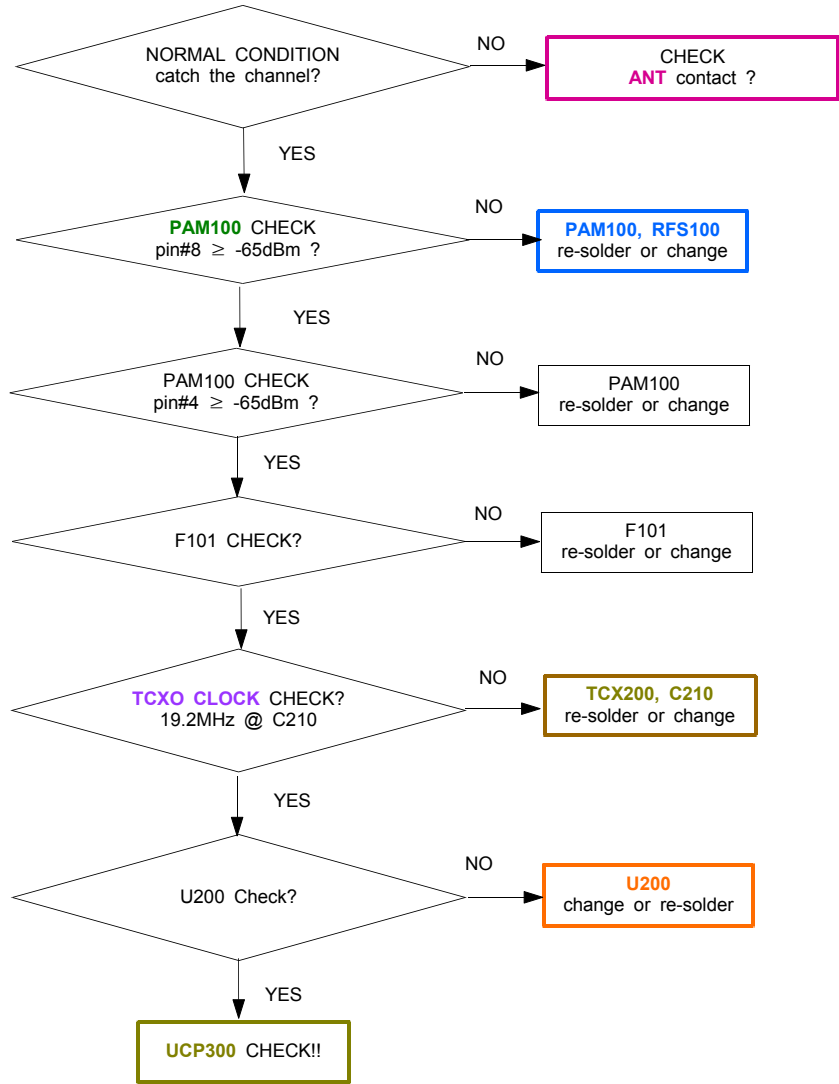 NORMAL CONDITION
catch the channel?
NO
CHECK
ANT contact ?
YES
PAM100 CHECK
pin#8 ≥ -65dBm ?
NO
PAM100, RFS100
re-solder or change
YES
PAM100 CHECK
pin#4 ≥ -65dBm ?
NO
PAM100
re-solder or change
YES
F101 CHECK?
NO
F101
re-solder or change
YES
TCXO CLOCK CHECK?
19.2MHz @ C210
NO
TCX200, C210
re-solder or change
YES
U200 Check?
NO
U200
change or re-solder
YES
UCP300 CHECK!!